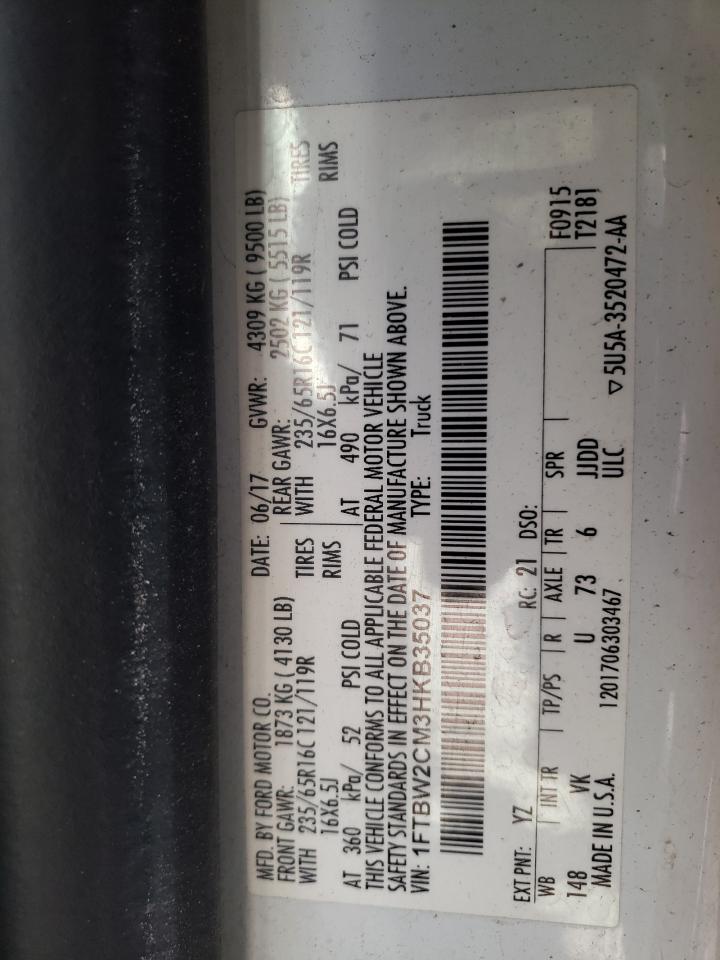 MFD. BY FORD MOTOR CO. DATE: 06/17 GVWR: 4309 KG ( 9500 LB)
FRONT GAWR: 1873 KG ( 4130 LB) REAR GAWR: 2502 KG ( 5515 LB)
WITH 235/65R16C 121/119R TIRES WITH 235/65R16C 121/119R TIRES
16X6.5J RIMS 16X6.5J RIMS
AT 360 kPa/ 52 PSI COLD AT 490 kPa/ 71 PSI COLD
THIS VEHICLE CONFORMS TO ALL APPLICABLE FEDERAL MOTOR VEHICLE
SAFETY STANDARDS IN EFFECT ON THE DATE OF MANUFACTURE SHOWN ABOVE.
VIN: 1FTBW2CM3HKB35037 TYPE: Truck
EXT PNT: YZ RC: 21 DSO:
WB INT TR TP/PS R AXLE TR SPR F0915
148 VK U 73 6 JJDD T2181
MADE IN U.S.A. 1201706303467 ULC ▽5U5A-3520472-AA